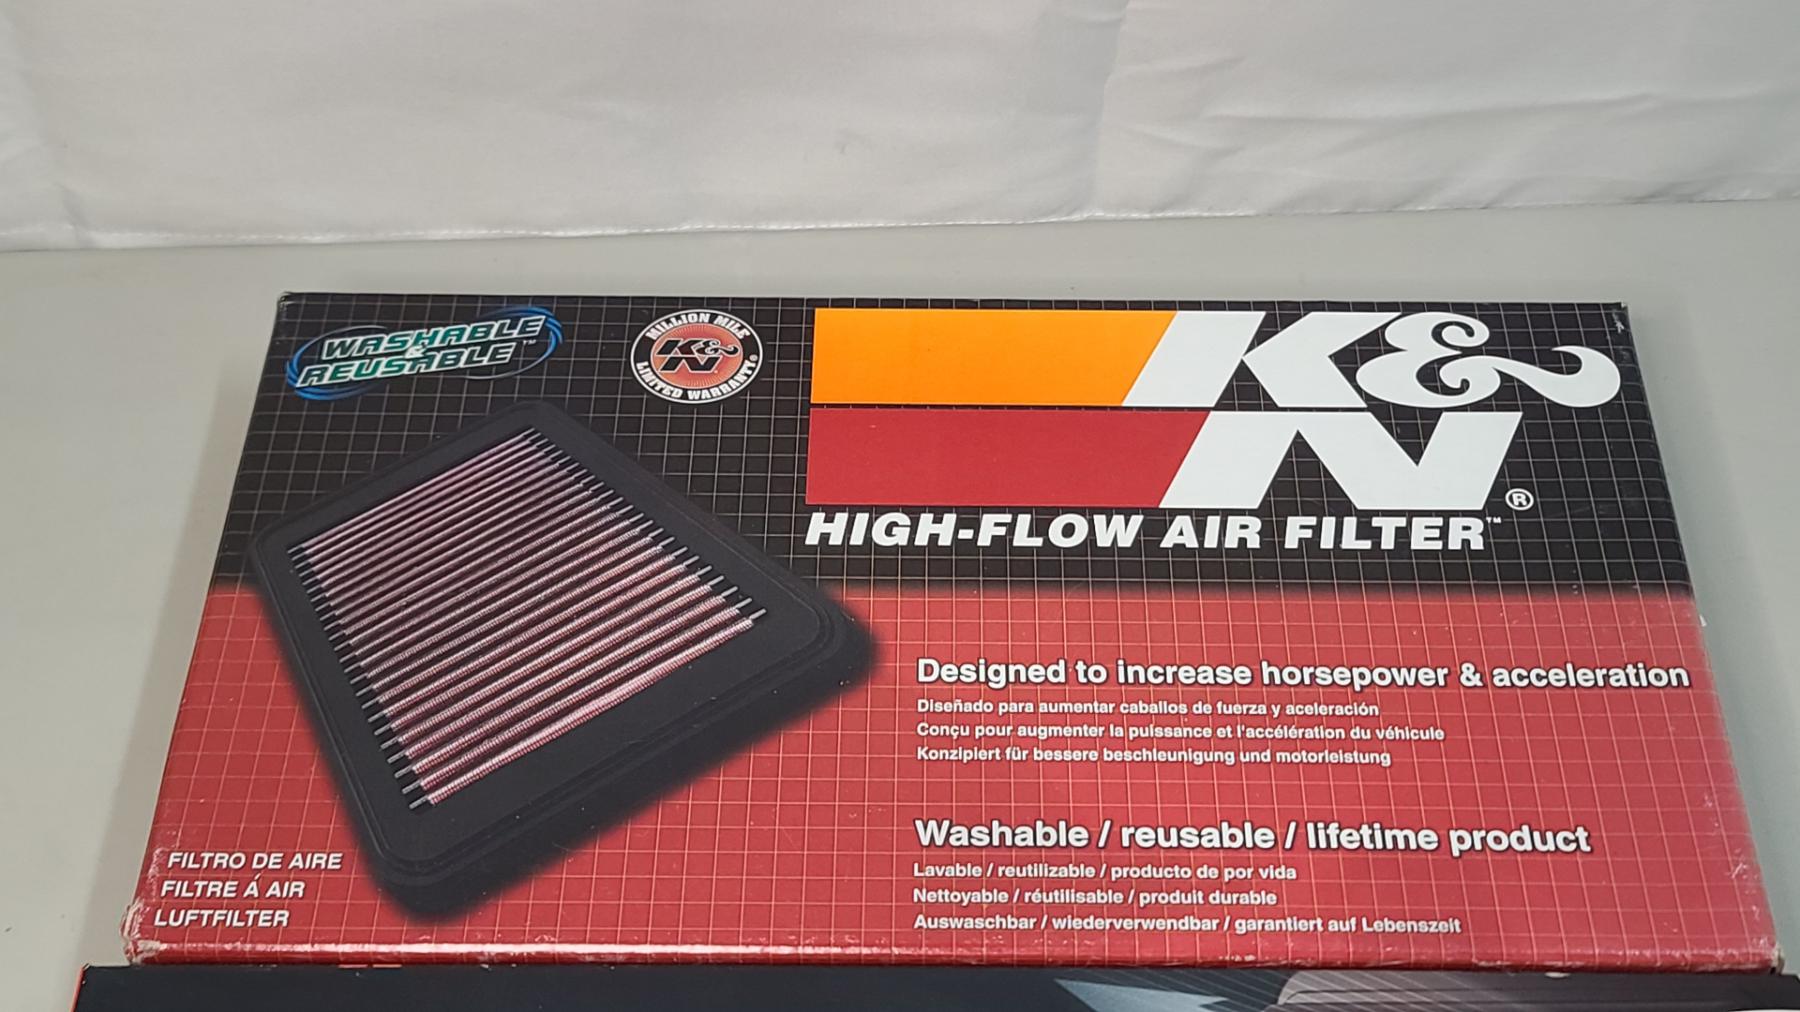 WASHABLE
&
REUSABLE™
MILLION MILE
K&N
LIMITED WARRANTY®
K&
N®
HIGH-FLOW AIR FILTER™
Designed to increase horsepower & acceleration
Diseñado para aumentar caballos de fuerza y aceleración
Conçu pour augmenter la puissance et l'accélération du véhicule
Konzipiert für bessere beschleunigung und motorleistung
Washable / reusable / lifetime product
Lavable / reutilizable / producto de por vida
Nettoyable / réutilisable / produit durable
Auswaschbar / wiederverwendbar / garantiert auf Lebenszeit
FILTRO DE AIRE
FILTRE Á AIR
LUFTFILTER